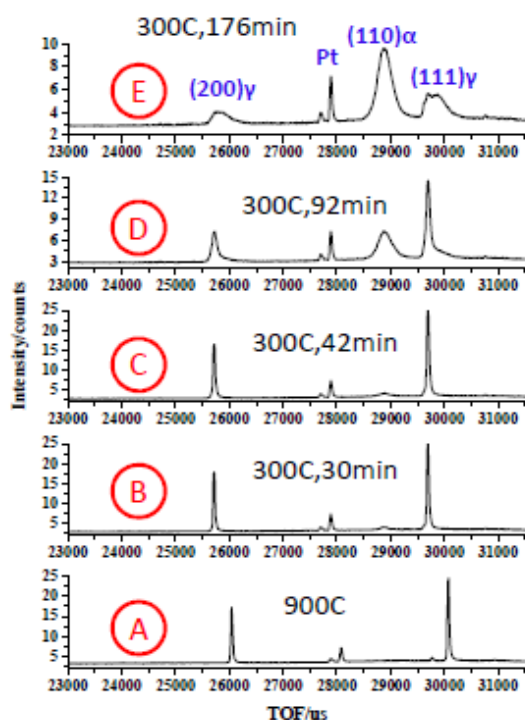 300C,176min
(110)α
Pt
(200)γ
(111)γ
E
10
8
6
4
2
23000 24000 25000 26000 27000 28000 29000 30000 31000
15
12
9
6
3
D
300C,92min
23000 24000 25000 26000 27000 28000 29000 30000 31000
Intensity/counts
25
20
15
10
5
C
300C,42min
23000 24000 25000 26000 27000 28000 29000 30000 31000
25
20
15
10
5
B
300C,30min
23000 24000 25000 26000 27000 28000 29000 30000 31000
25
20
15
10
5
A
900C
23000 24000 25000 26000 27000 28000 29000 30000 31000
TOF/us